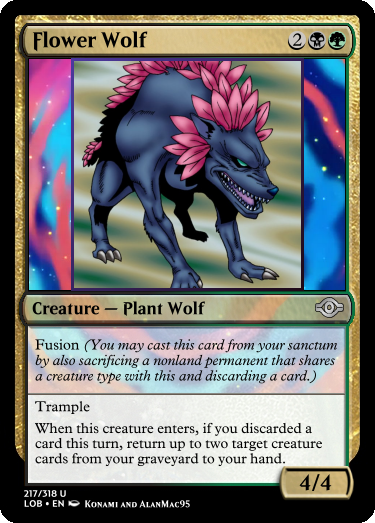 Flower Wolf 2
Creature — Plant Wolf
Fusion (You may cast this card from your sanctum
by also sacrificing a nonland permanent that shares
a creature type with this and discarding a card.)
Trample
When this creature enters, if you discarded a
card this turn, return up to two target creature
cards from your graveyard to your hand.
4/4
217/318 U
LOB • EN Konami and AlanMac95